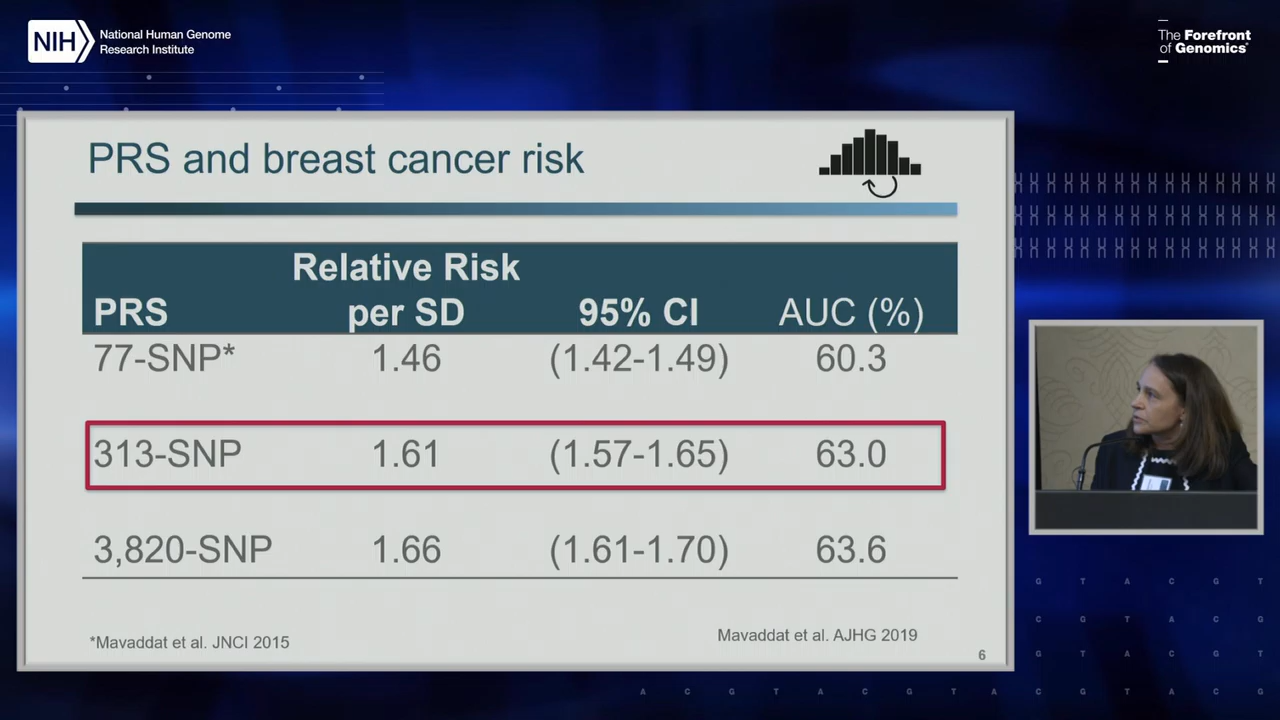 NIH
National Human Genome
Research Institute
The Forefront
of Genomics®
PRS and breast cancer risk
PRS Relative Risk per SD 95% CI AUC (%)
77-SNP* 1.46 (1.42-1.49) 60.3
313-SNP 1.61 (1.57-1.65) 63.0
3,820-SNP 1.66 (1.61-1.70) 63.6
*Mavaddat et al. JNCI 2015
Mavaddat et al. AJHG 2019
6
G T A C G T
C G T A C G
G T A C G T
A C G T A C G T A C G T A C G